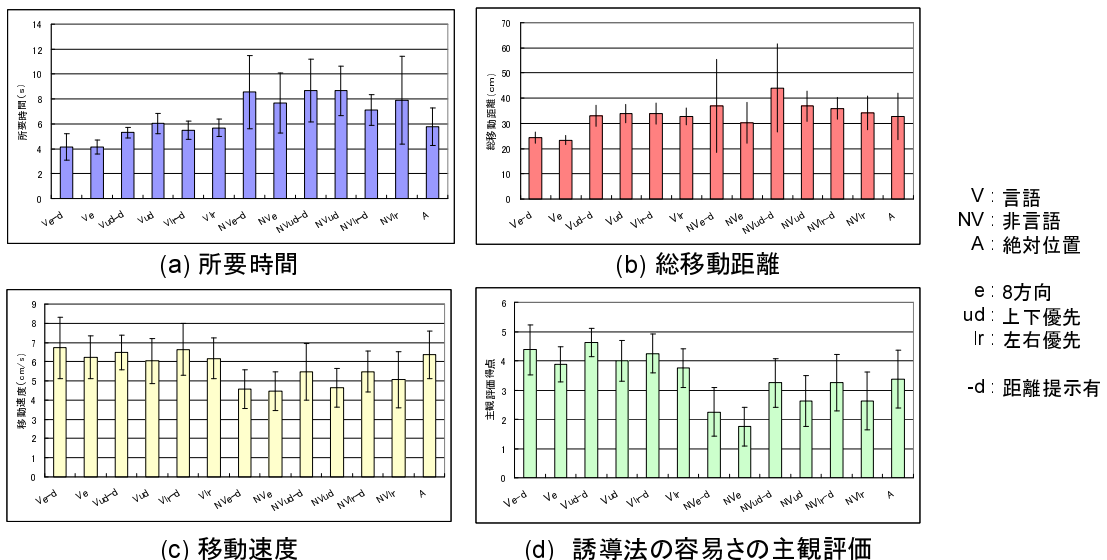 14
12
10
8
6
4
2
0
所要時間(s)
Ve-d Ve Vud-d Vud Vlr-d Vlr NVe-d NVe NVud-d NVud NVlr-d NVlr A
(a) 所要時間
70
60
50
40
30
20
10
0
総移動距離(cm)
Ve-d Ve Vud-d Vud Vlr-d Vlr NVe-d NVe NVud-d NVud NVlr-d NVlr A
(b) 総移動距離
V : 言語
NV : 非言語
A : 絶対位置
e : 8方向
ud : 上下優先
lr : 左右優先
-d : 距離提示有
9
8
7
6
5
4
3
2
1
0
移動速度(cm/s)
Ve-d Ve Vud-d Vud Vlr-d Vlr NVe-d NVe NVud-d NVud NVlr-d NVlr A
(c) 移動速度
6
5
4
3
2
1
0
主観評価得点
Ve-d Ve Vud-d Vud Vlr-d Vlr NVe-d NVe NVud-d NVud NVlr-d NVlr A
(d) 誘導法の容易さの主観評価